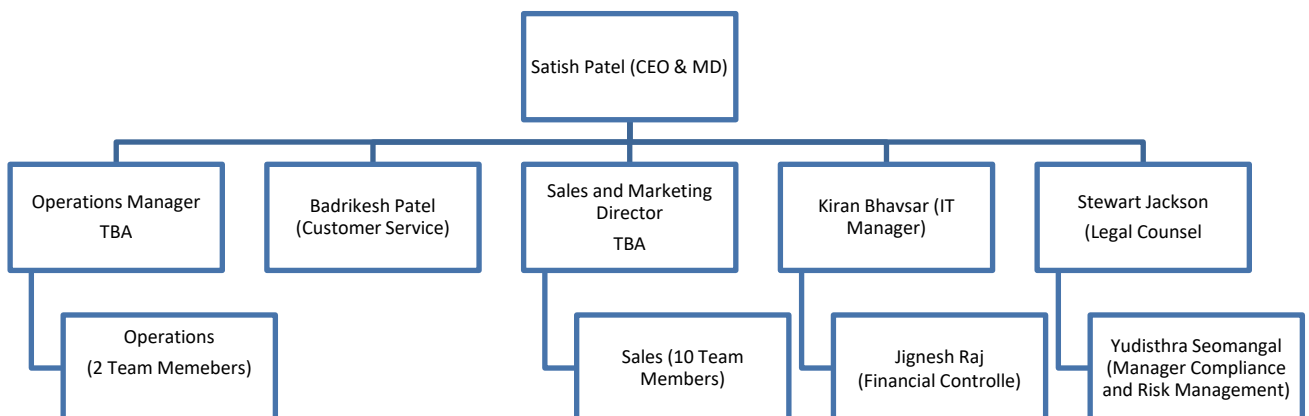 Satish Patel (CEO & MD)
Operations Manager
TBA
Badrikesh Patel
(Customer Service)
Sales and Marketing
Director
TBA
Kiran Bhavsar (IT
Manager)
Stewart Jackson
(Legal Counsel
Operations
(2 Team Memebers)
Sales (10 Team
Members)
Jignesh Raj
(Financial Controlle)
Yudisthra Seomangal
(Manager Compliance
and Risk Management)